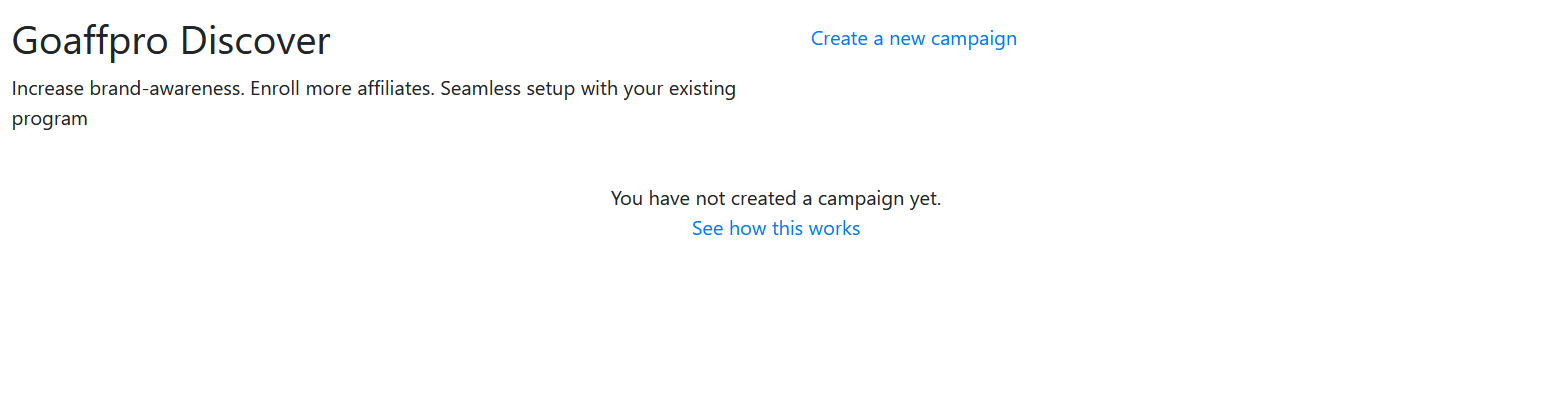 Goaffpro Discover
Create a new campaign
Increase brand-awareness. Enroll more affiliates. Seamless setup with your existing
program
You have not created a campaign yet.
See how this works